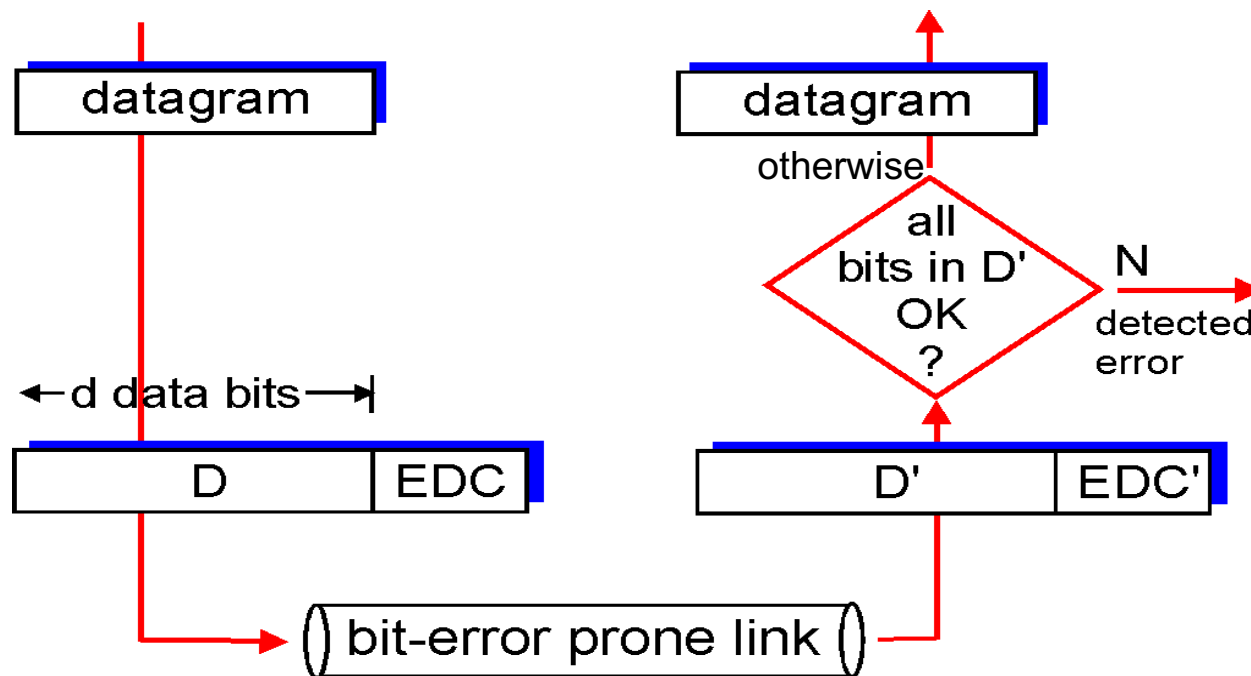 datagram
d data bits
D
EDC
bit-error prone link
datagram
otherwise
all
bits in D'
OK
?
N
detected
error
D'
EDC'